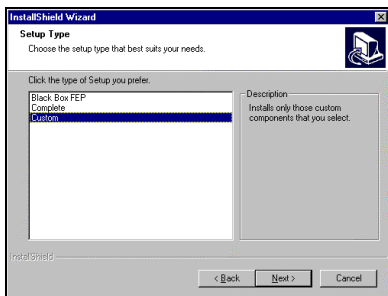 InstallShield Wizard
Setup Type
Choose the setup type that best suits your needs.
Click the type of Setup you prefer.
Black Box FEP
Complete
Custom
Description
Installs only those custom
components that you select.
InstallShield
< Back
Next >
Cancel